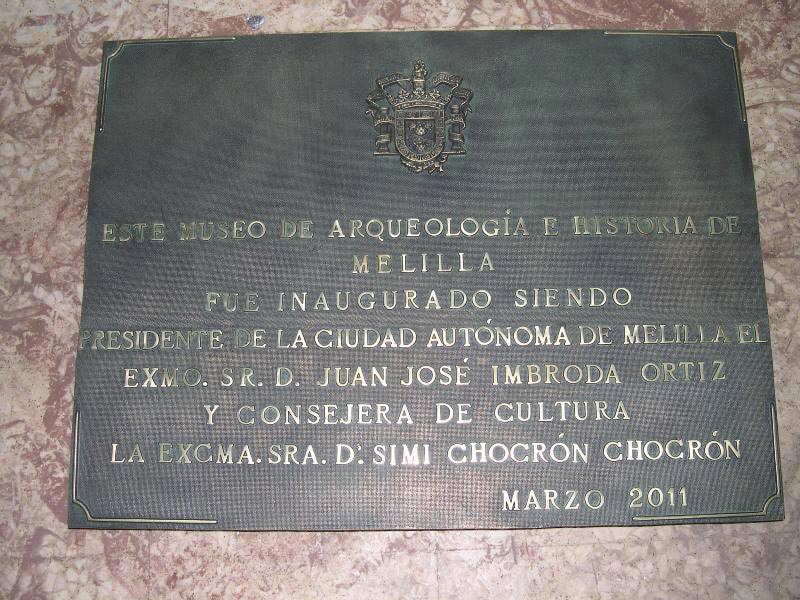 ESTE MUSEO DE ARQUEOLOGÍA E HISTORIA DE
MELILLA
FUE INAUGURADO SIENDO
PRESIDENTE DE LA CIUDAD AUTÓNOMA DE MELILLA EL
EXMO. SR. D. JUAN JOSÉ IMBRODA ORTIZ
Y CONSEJERA DE CULTURA
LA EXCMA. SRA. Dª. SIMI CHOCRÓN CHOCRÓN
MARZO 2011